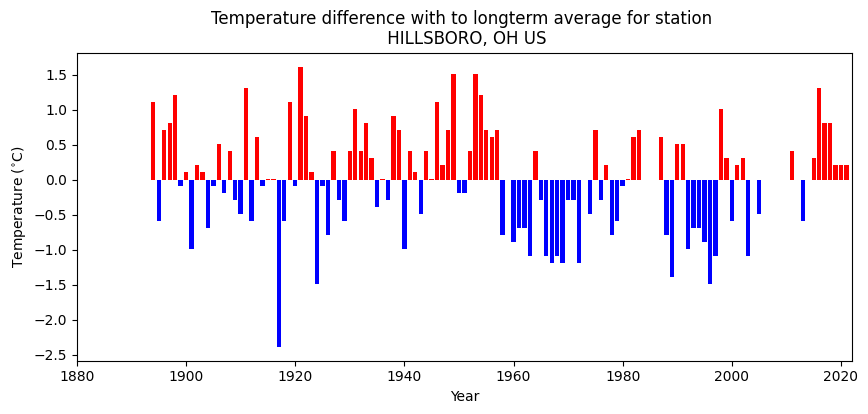 Temperature difference with to longterm average for station
HILLSBORO, OH US
1.5
1.0
0.5
0.0
−0.5
−1.0
−1.5
−2.0
−2.5
Temperature (°C)
1880 1900 1920 1940 1960 1980 2000 2020
Year